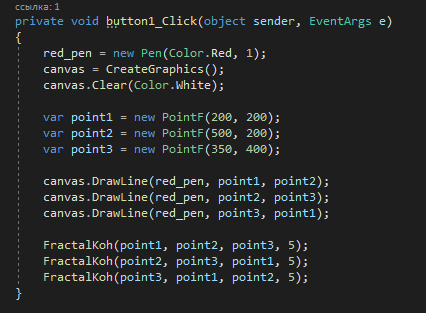 ссылка: 1
private void button1_Click(object sender, EventArgs e)
{
red_pen = new Pen(Color.Red, 1);
canvas = CreateGraphics();
canvas.Clear(Color.White);
var point1 = new PointF(200, 200);
var point2 = new PointF(500, 200);
var point3 = new PointF(350, 400);
canvas.DrawLine(red_pen, point1, point2);
canvas.DrawLine(red_pen, point2, point3);
canvas.DrawLine(red_pen, point3, point1);
FractalKoh(point1, point2, point3, 5);
FractalKoh(point2, point3, point1, 5);
FractalKoh(point3, point1, point2, 5);
}